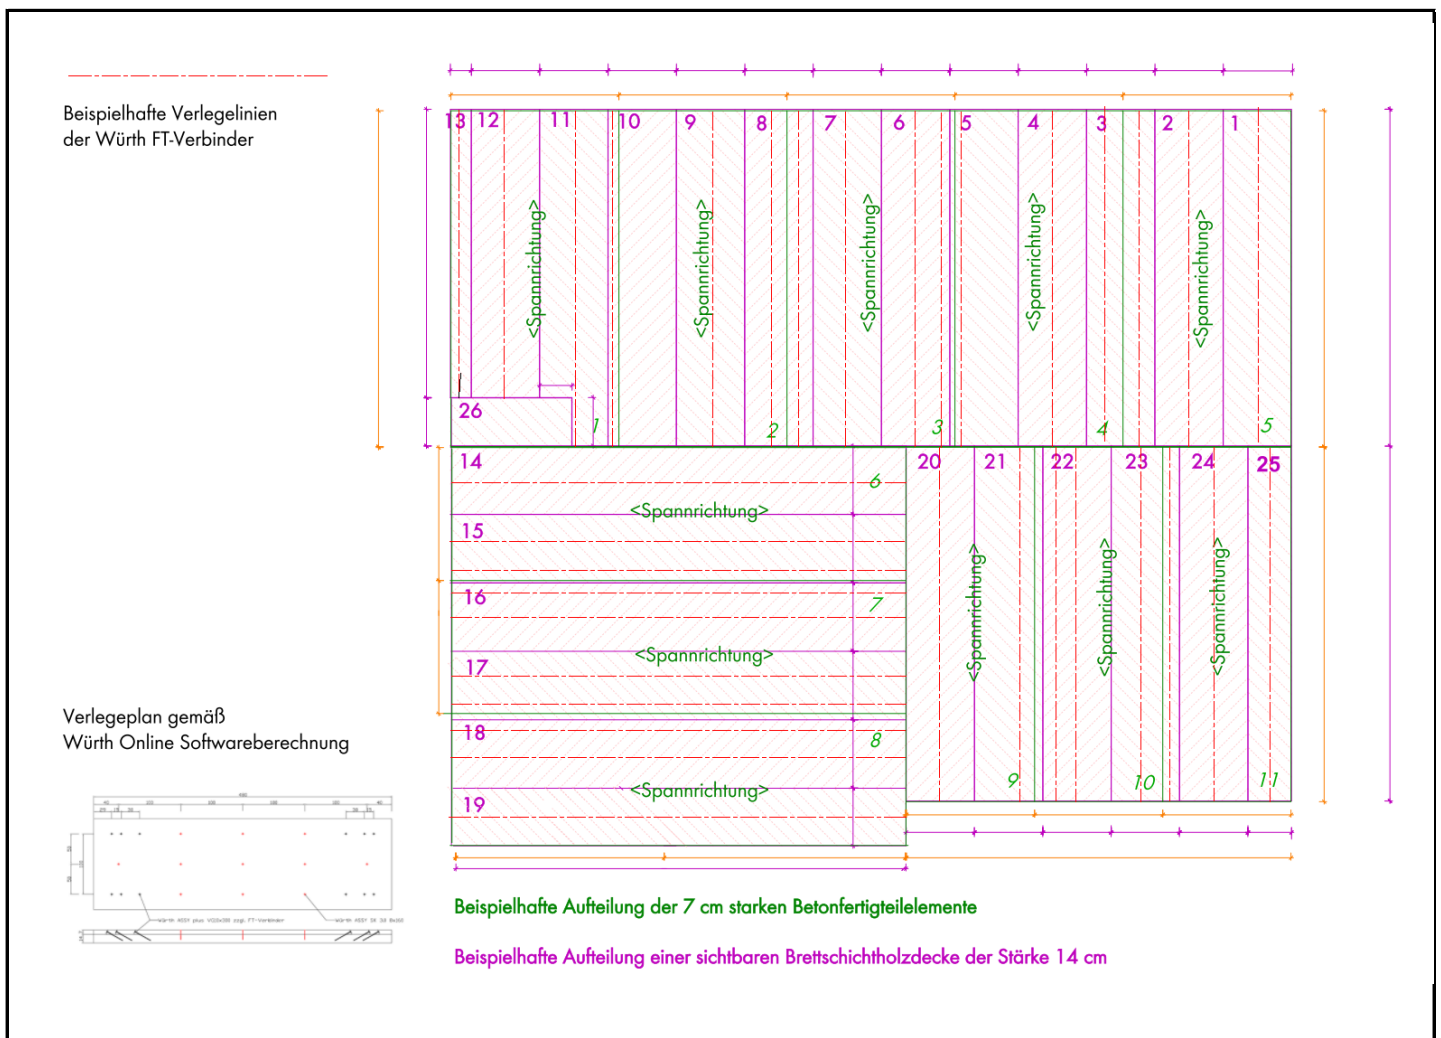 Beispielhafte Verlegelinien
der Würth FT-Verbinder
13 12 11 10 9 8 7 6 5 4 3 2 1
<Spannrichtung> <Spannrichtung> <Spannrichtung> <Spannrichtung> <Spannrichtung>
26
1 2 3 4 5
14 6
<Spannrichtung>
15
16 7
<Spannrichtung>
17
18 8
<Spannrichtung>
19
20 21 22 23 24 25
<Spannrichtung> <Spannrichtung> <Spannrichtung>
9 10 11
Verlegeplan gemäß
Würth Online Softwareberechnung
Beispielhafte Aufteilung der 7 cm starken Betonfertigteilelemente
Beispielhafte Aufteilung einer sichtbaren Brettschichtholzdecke der Stärke 14 cm